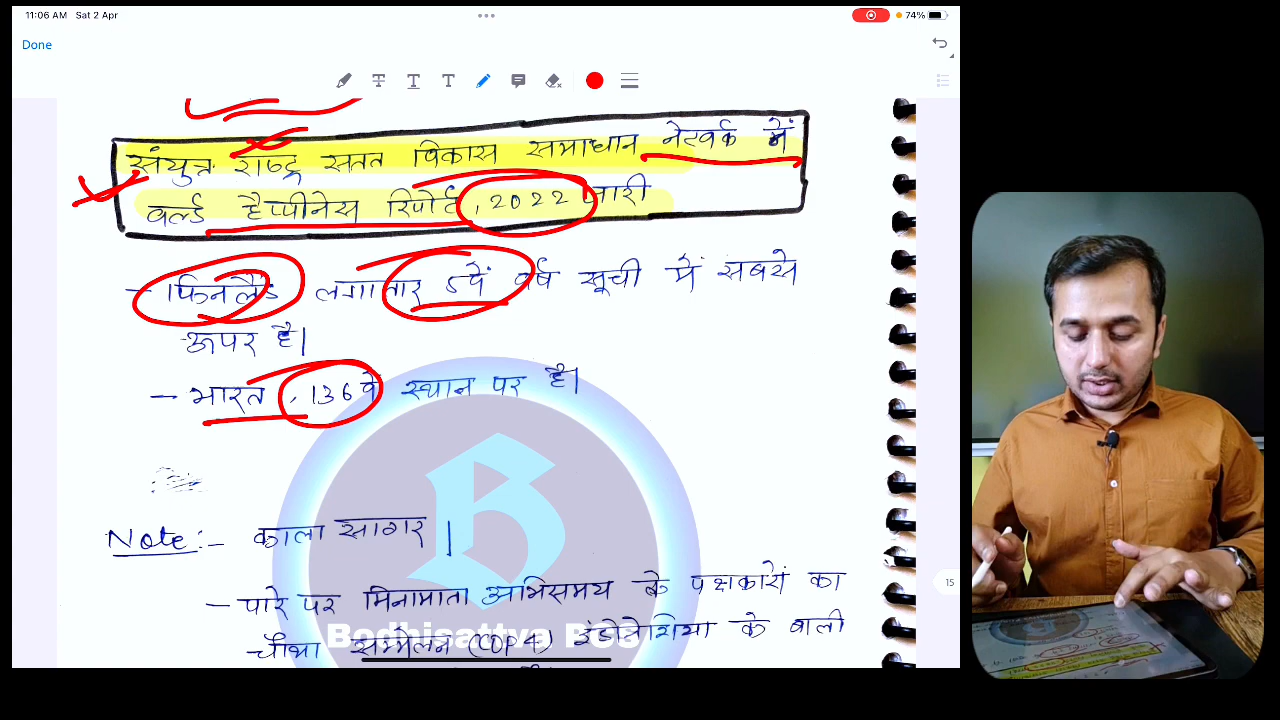 11:06 AM Sat 2 Apr
74%
Done
संयुक्त राष्ट्र सतत विकास समाधान नेटवर्क में
वर्ल्ड हैप्पीनेस रिपोर्ट, 2022 जारी
- फिनलैंड लगातार 5वें वर्ष सूची में सबसे
ऊपर है।
- भारत, 136वें स्थान पर है।
Note:- काला सागर |
- पारे पर मिनामाता अभिसमय के पक्षकारों का
चौथा सम्मेलन (COP4) इंडोनेशिया के बाली
Bodhisattva PCS
15